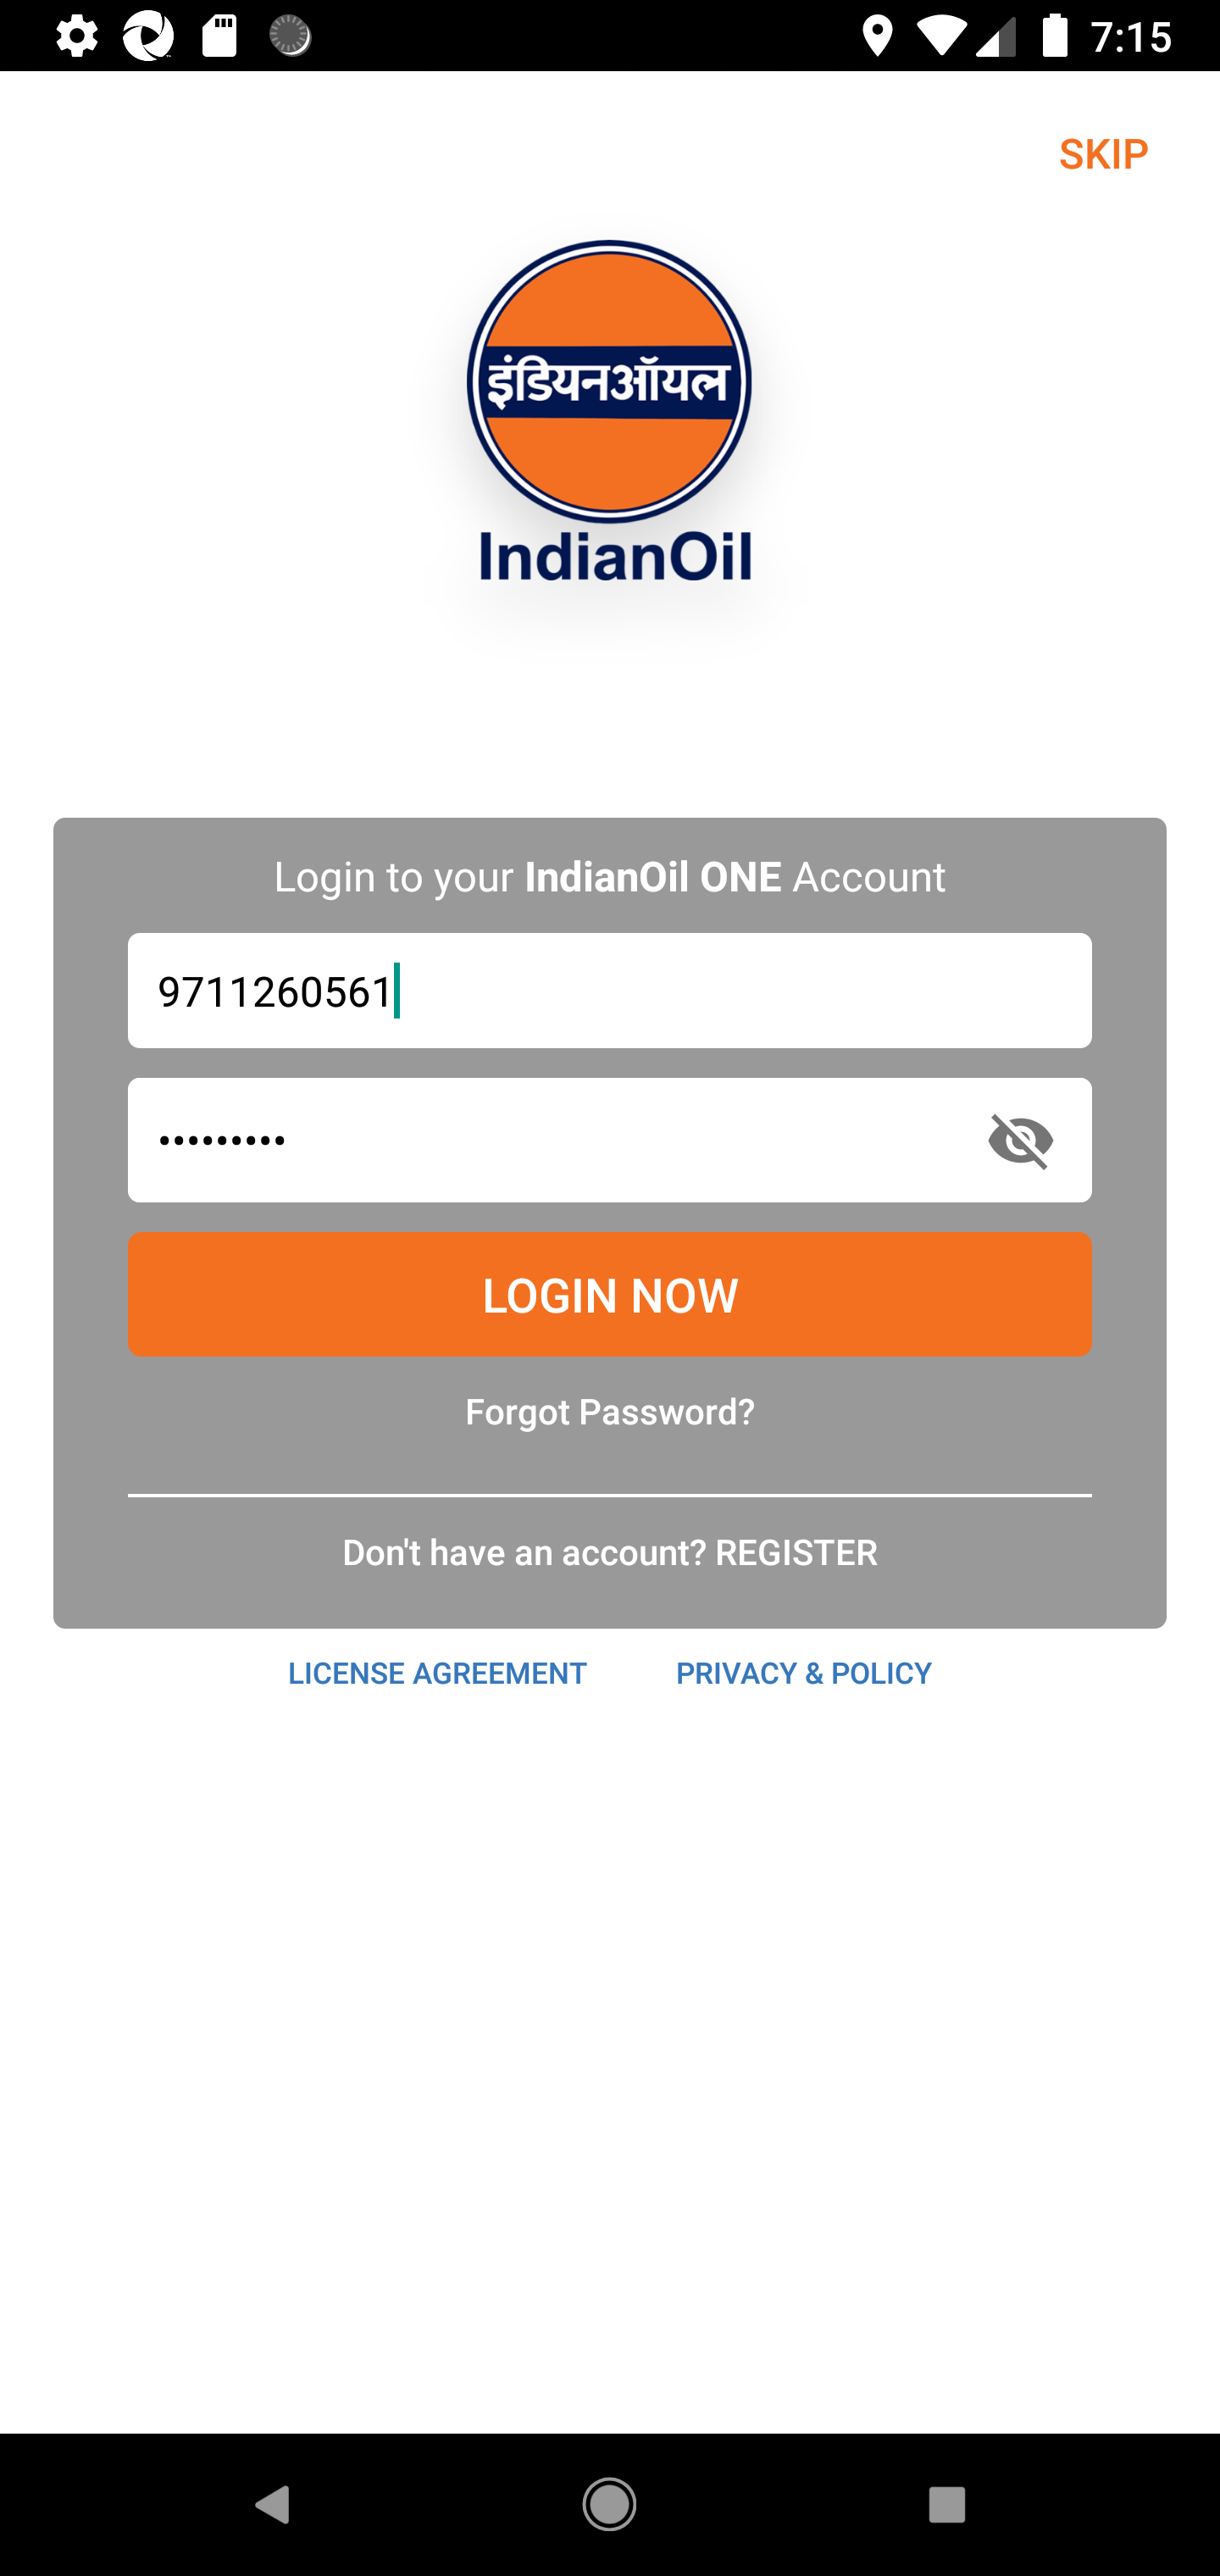 7:15
SKIP
इंडियनऑयल
IndianOil
Login to your IndianOil ONE Account
9711260561
•••••••••
LOGIN NOW
Forgot Password?
Don't have an account? REGISTER
LICENSE AGREEMENT PRIVACY & POLICY